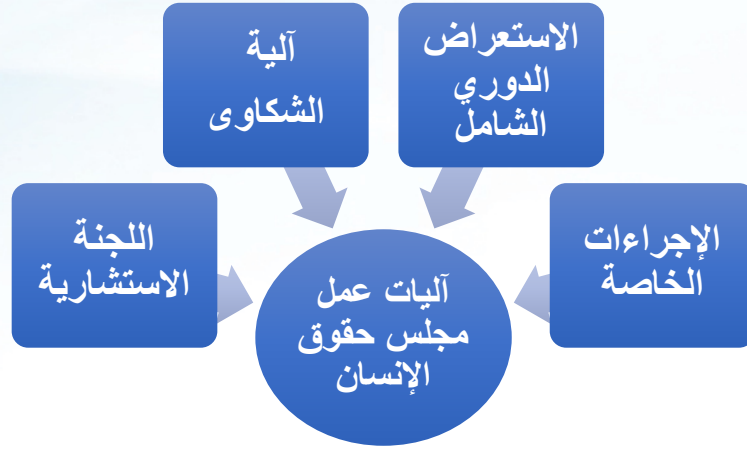 الاستعراض
الدوري
الشامل
آلية
الشكاوى
الإجراءات
الخاصة
اللجنة
الاستشارية
آليات عمل
مجلس حقوق
الإنسان